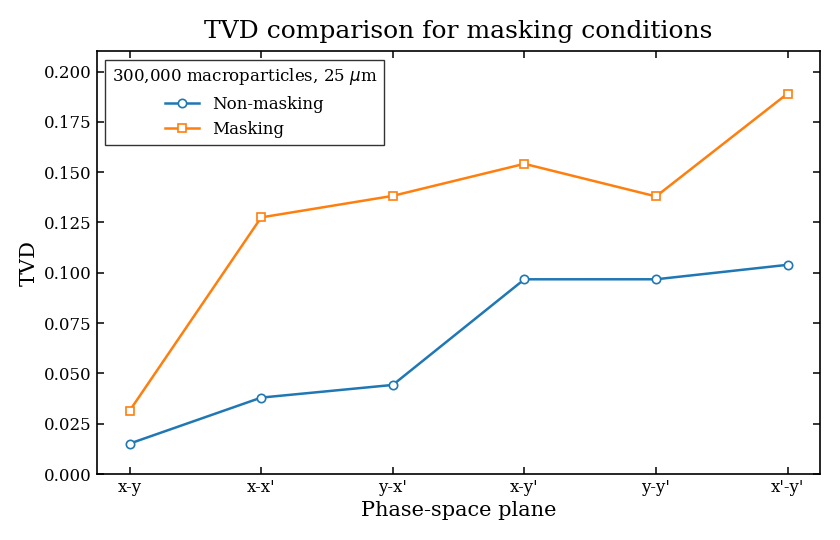 TVD comparison for masking conditions
300,000 macroparticles, 25 μm
Non-masking
Masking
TVD
0.200
0.175
0.150
0.125
0.100
0.075
0.050
0.025
0.000
x-y x-x' y-x' x-y' y-y' x'-y'
Phase-space plane